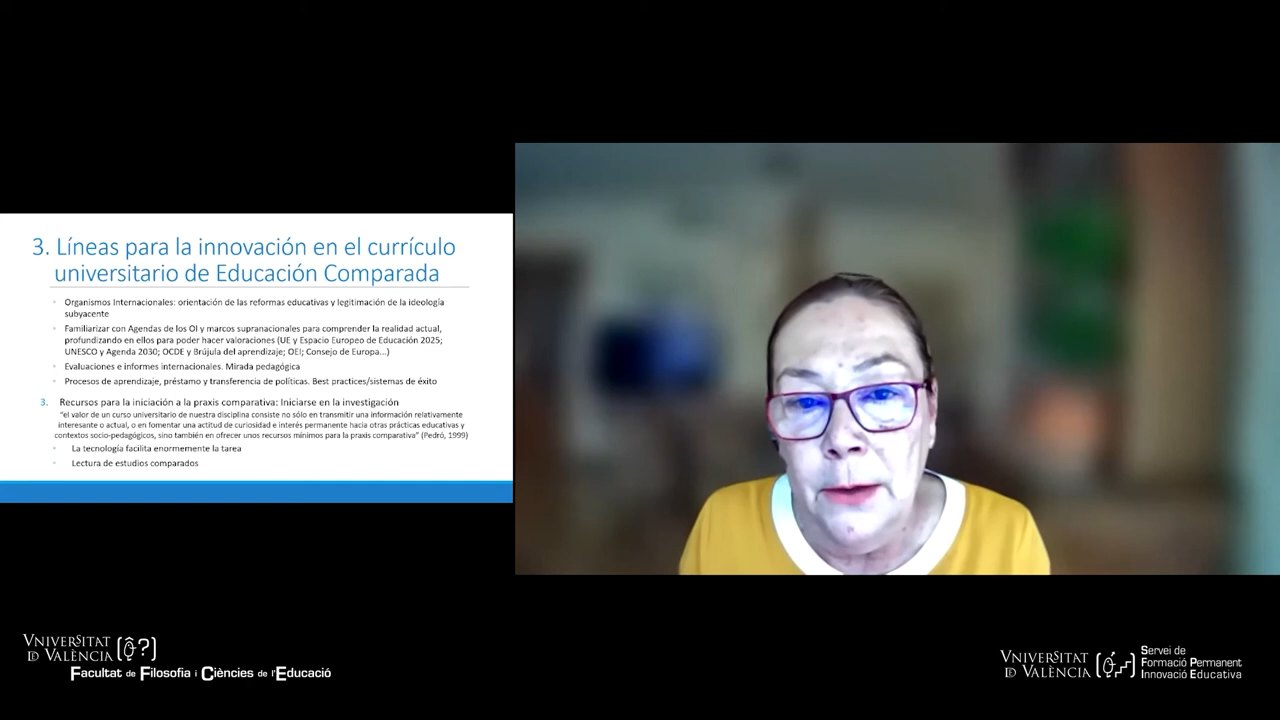 3. Líneas para la innovación en el currículo
universitario de Educación Comparada
Organismos Internacionales: orientación de las reformas educativas y legitimación de la ideología
subyacente
Familiarizar con Agendas de los OI y marcos supranacionales para comprender la realidad actual,
profundizando en ellos para poder hacer valoraciones (UE y Espacio Europeo de Educación 2025;
UNESCO y Agenda 2030; OCDE y Brújula del aprendizaje; OEI; Consejo de Europa...)
Evaluaciones e informes internacionales. Mirada pedagógica
Procesos de aprendizaje, préstamo y transferencia de políticas. Best practices/sistemas de éxito
3. Recursos para la iniciación a la praxis comparativa: Iniciarse en la investigación
"el valor de un curso universitario de nuestra disciplina consiste no sólo en transmitir una información relativamente
interesante o actual, o en fomentar una actitud de curiosidad e interés permanente hacia otras prácticas educativas y
contextos socio-pedagógicos, sino también en ofrecer unos recursos mínimos para la praxis comparativa" (Pedró, 1999)
La tecnología facilita enormemente la tarea
Lectura de estudios comparados
VNIVERSITAT
D VALÈNCIA
Facultat de Filosofia i Ciències de l'Educació
VNIVERSITAT
D VALÈNCIA
Servei de
Formació Permanent
Innovació Educativa